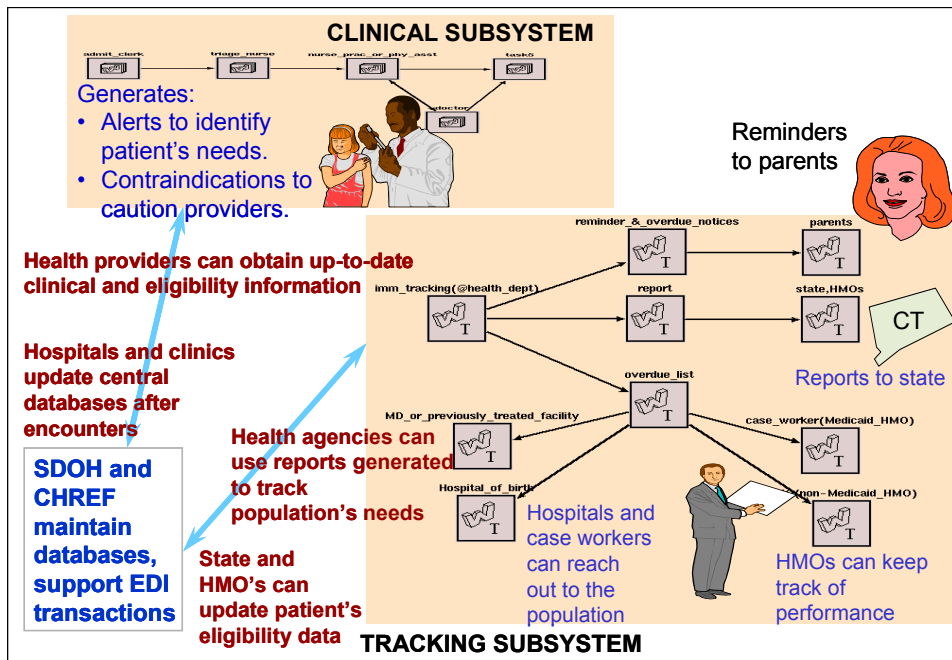 CLINICAL SUBSYSTEM
admit_clerk
triage_nurse
nurse_prac_or_phy_asst
task5
doctor
Generates:
• Alerts to identify
patient's needs.
• Contraindications to
caution providers.
Reminders
to parents
Health providers can obtain up-to-date
clinical and eligibility information
Hospitals and clinics
update central
databases after
encounters
SDOH and
CHREF
maintain
databases,
support EDI
transactions
Health agencies can
use reports generated
to track
population's needs
State and
HMO's can
update patient's
eligibility data
reminder_&_overdue_notices
T
parents
T
imm_tracking(@health_dept)
T
report
T
state,HMOs
T
CT
Reports to state
overdue_list
T
MD_or_previously_treated_facility
T
case_worker(Medicaid_HMO)
T
Hospital_of_birth
T
(non-Medicaid_HMO)
T
Hospitals and
case workers
can reach
out to the
population
HMOs can keep
track of
performance
TRACKING SUBSYSTEM